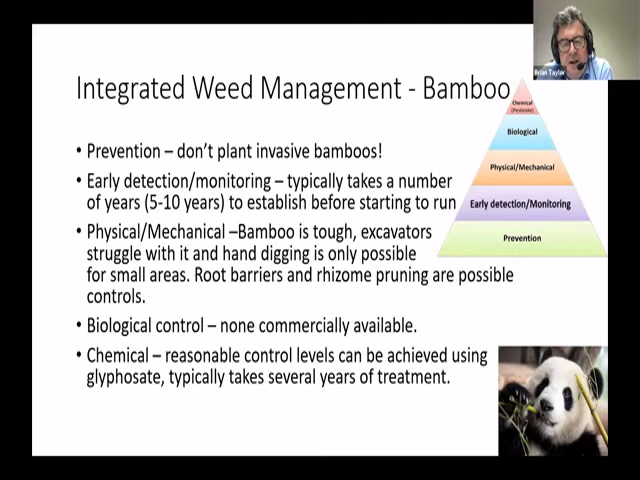 Brian Taylor
Integrated Weed Management - Bamboo
• Prevention – don't plant invasive bamboos!
• Early detection/monitoring – typically takes a number
of years (5-10 years) to establish before starting to run
• Physical/Mechanical –Bamboo is tough, excavators
struggle with it and hand digging is only possible
for small areas. Root barriers and rhizome pruning are possible
controls.
• Biological control – none commercially available.
• Chemical – reasonable control levels can be achieved using
glyphosate, typically takes several years of treatment.
Chemical
(Pesticide)
Biological
Physical/Mechanical
Early detection/Monitoring
Prevention